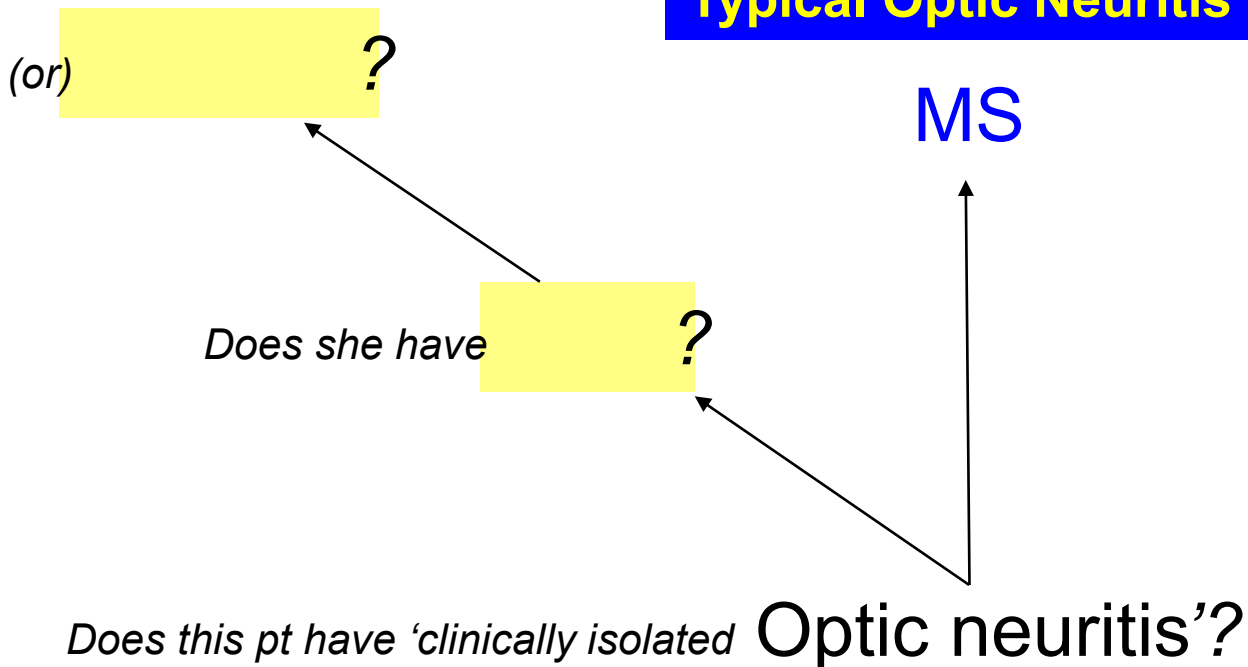 Typical Optic Neuritis
(or) ?
MS
Does she have ?
Does this pt have ‘clinically isolated Optic neuritis’?